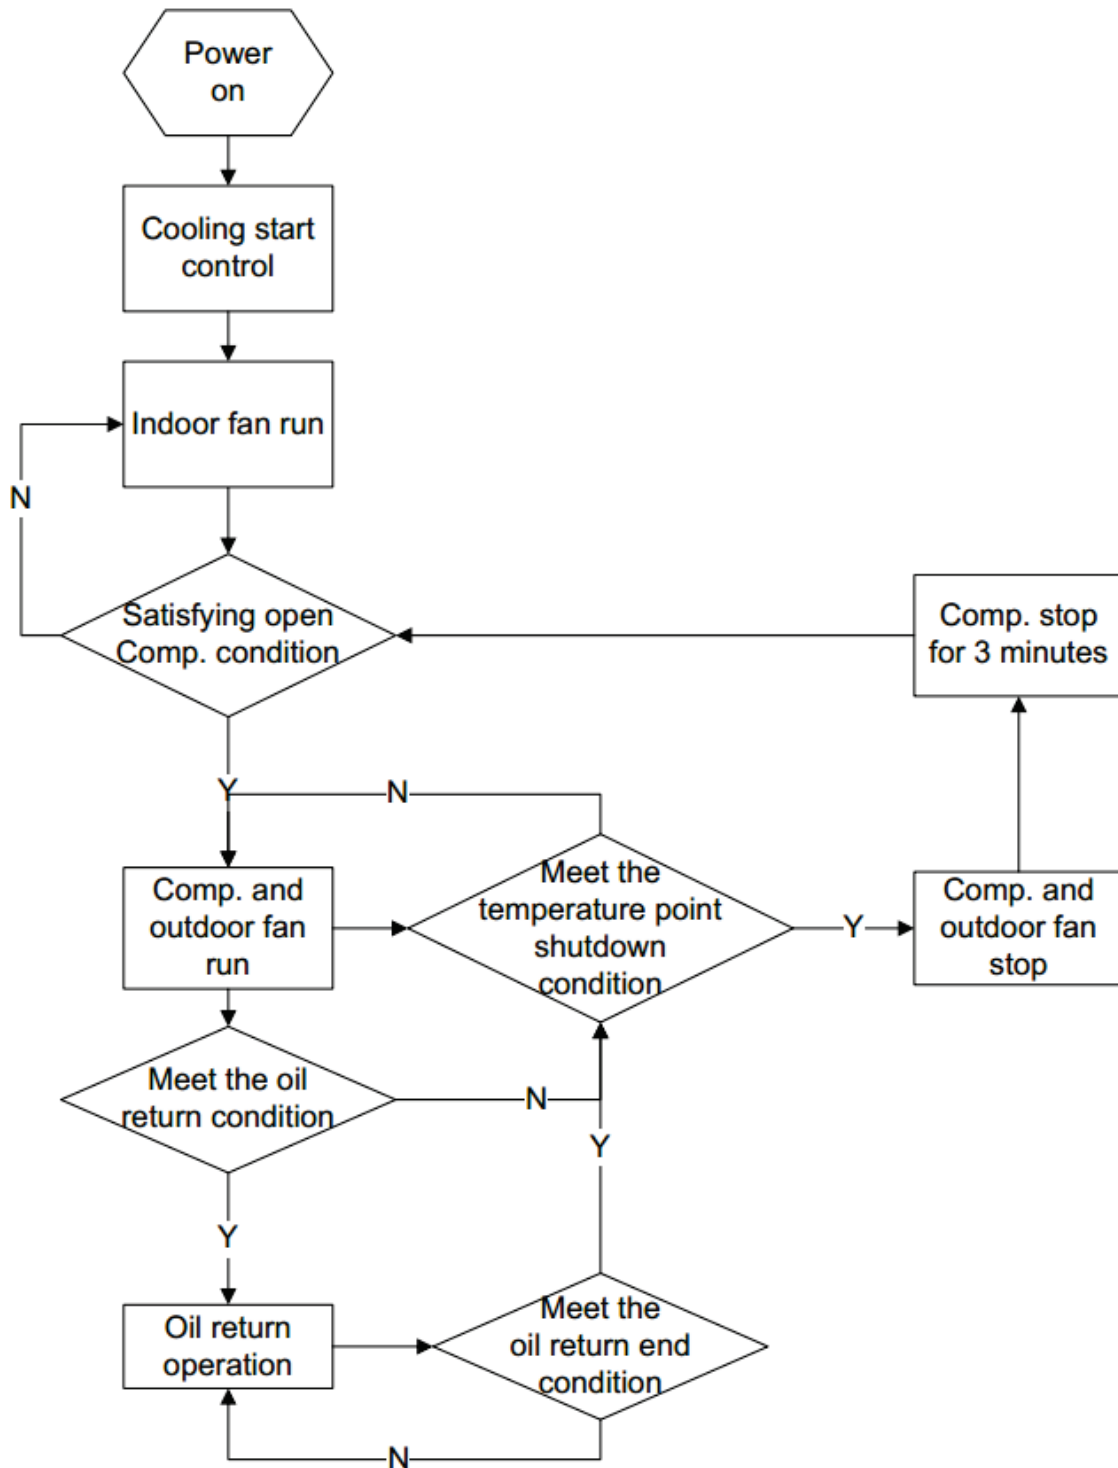 Power
on
Cooling start
control
Indoor fan run
N
Satisfying open
Comp. condition
Comp. stop
for 3 minutes
Y
N
Comp. and
outdoor fan
run
Meet the
temperature point
shutdown
condition
Y
Comp. and
outdoor fan
stop
Meet the oil
return condition
N
Y
Y
Oil return
operation
Meet the
oil return end
condition
N